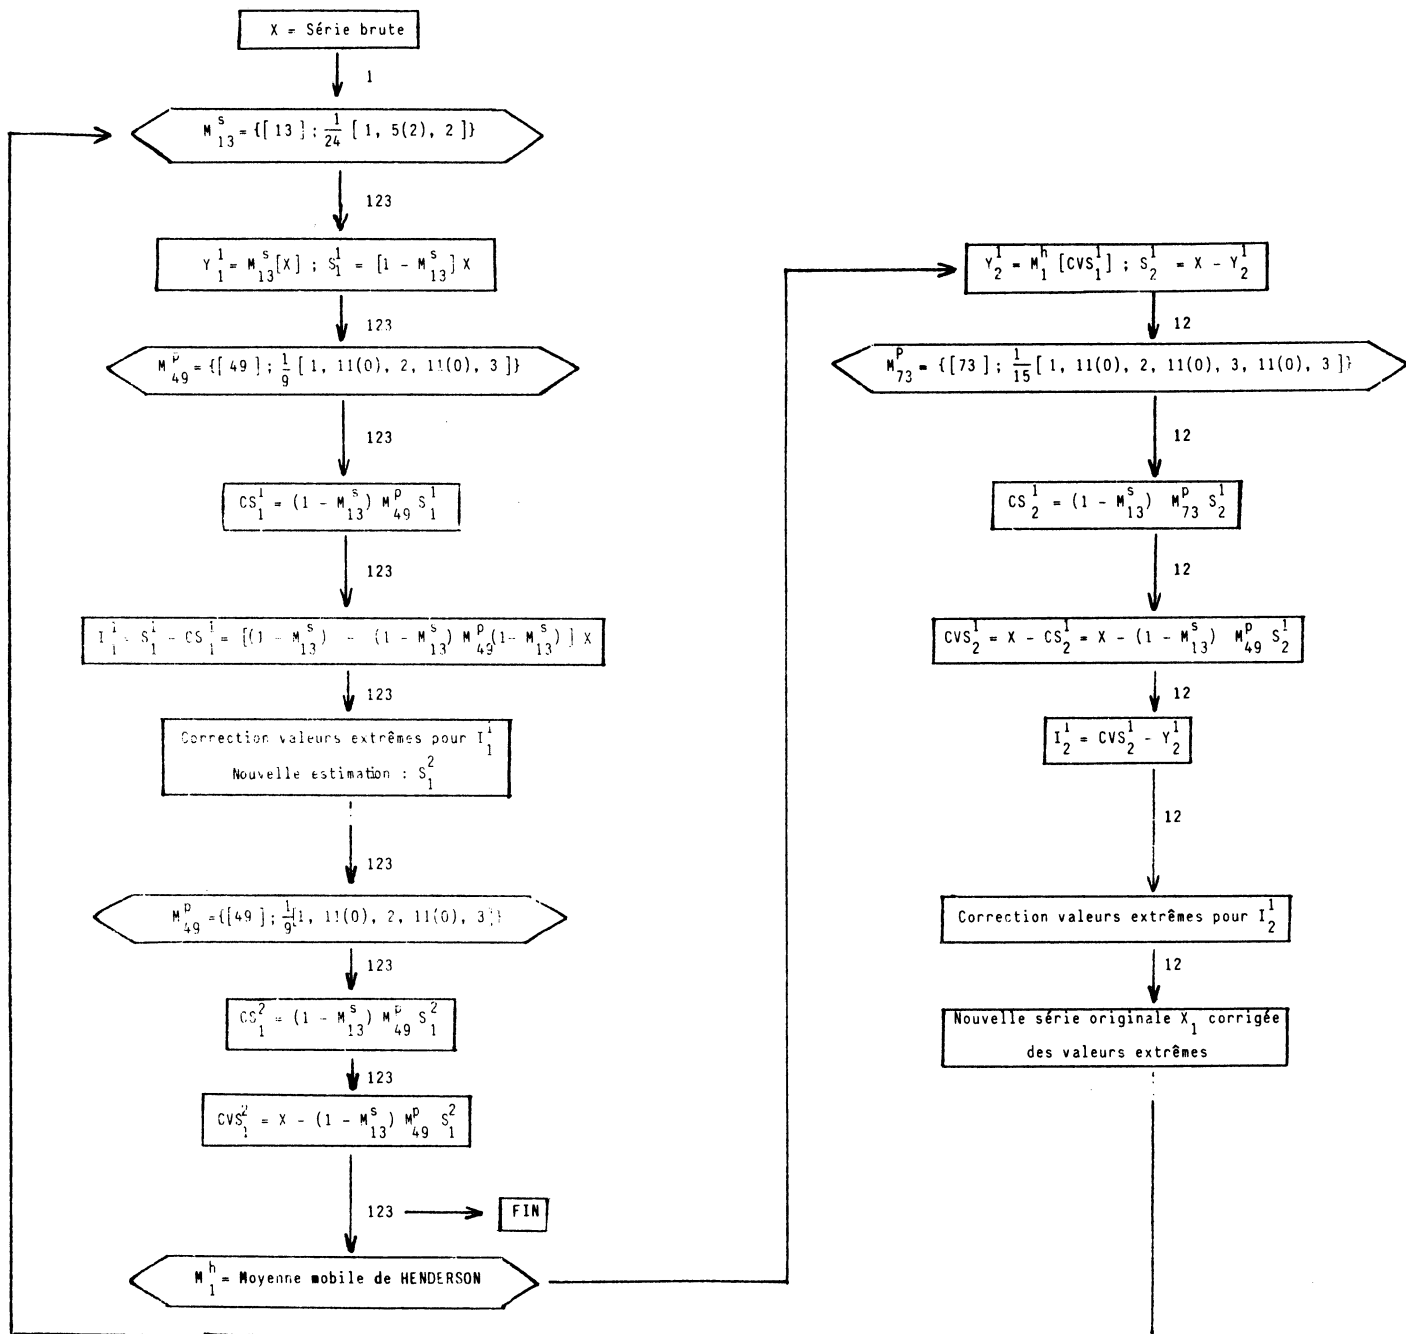 X = Série brute
1
M^s_13 = {[ 13 ] ; 1/24 [ 1, 5(2), 2 ]}
123
Y^1_1 = M^s_13[X] ; S^1_1 = [1 - M^s_13] X
123
M^p_49 = {[ 49 ] ; 1/9 [ 1, 11(0), 2, 11(0), 3 ]}
123
CS^1_1 = (1 - M^s_13) M^p_49 S^1_1
123
I^1_1 = S^1_1 - CS^1_1 = [(1 - M^s_13) - (1 - M^s_13) M^p_49(1- M^s_13) ] X
123
Correction valeurs extrêmes pour I^1_1
Nouvelle estimation : S^2_1
123
M^p_49 ={[49] ; 1/9[1, 11(0), 2, 11(0), 3]}
123
CS^2_1 = (1 - M^s_13) M^p_49 S^2_1
123
CVS^2_1 = X - (1 - M^s_13) M^p_49 S^2_1
123
FIN
M^h_1 = Moyenne mobile de HENDERSON
Y^1_2 = M^h_1 [CVS^1_1] ; S^1_2 = X - Y^1_2
12
M^p_73 = {[73] ; 1/15 [ 1, 11(0), 2, 11(0), 3, 11(0), 3 ]}
12
CS^1_2 = (1 - M^s_13) M^p_73 S^1_2
12
CVS^1_2 = X - CS^1_2 = X - (1 - M^s_13) M^p_49 S^1_2
12
I^1_2 = CVS^1_2 - Y^1_2
12
Correction valeurs extrêmes pour I^1_2
12
Nouvelle série originale X_1 corrigée
des valeurs extrêmes